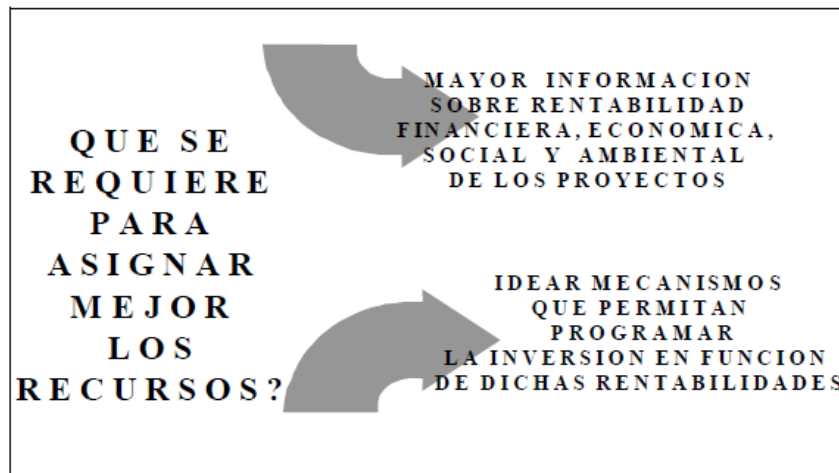 QUE SE
REQUIERE
PARA
ASIGNAR
MEJOR
LOS
RECURSOS?
MAYOR INFORMACION
SOBRE RENTABILIDAD
FINANCIERA, ECONOMICA,
SOCIAL Y AMBIENTAL
DE LOS PROYECTOS
IDEAR MECANISMOS
QUE PERMITAN
PROGRAMAR
LA INVERSION EN FUNCION
DE DICHAS RENTABILIDADES